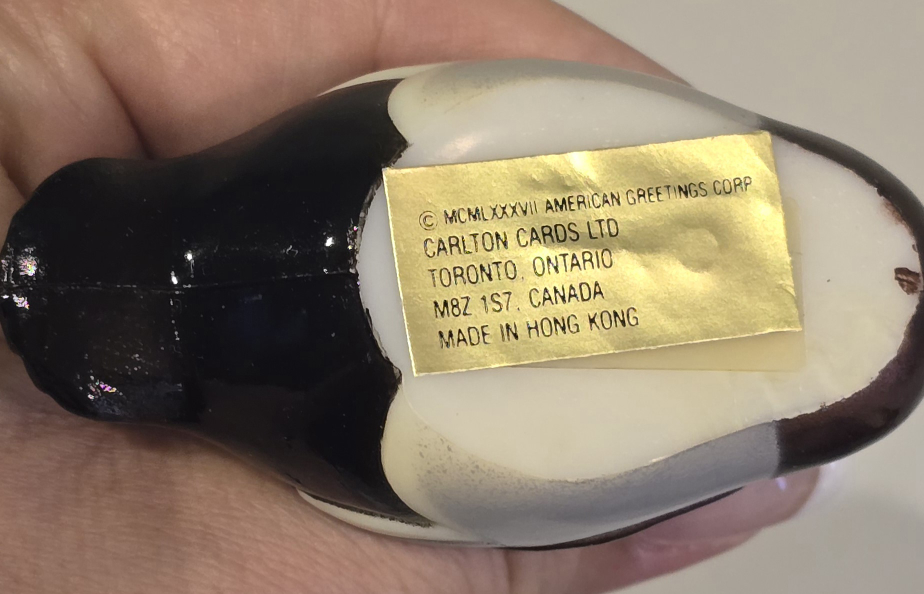 © MCMLXXXVII AMERICAN GREETINGS CORP
CARLTON CARDS LTD
TORONTO, ONTARIO
M8Z 1S7, CANADA
MADE IN HONG KONG